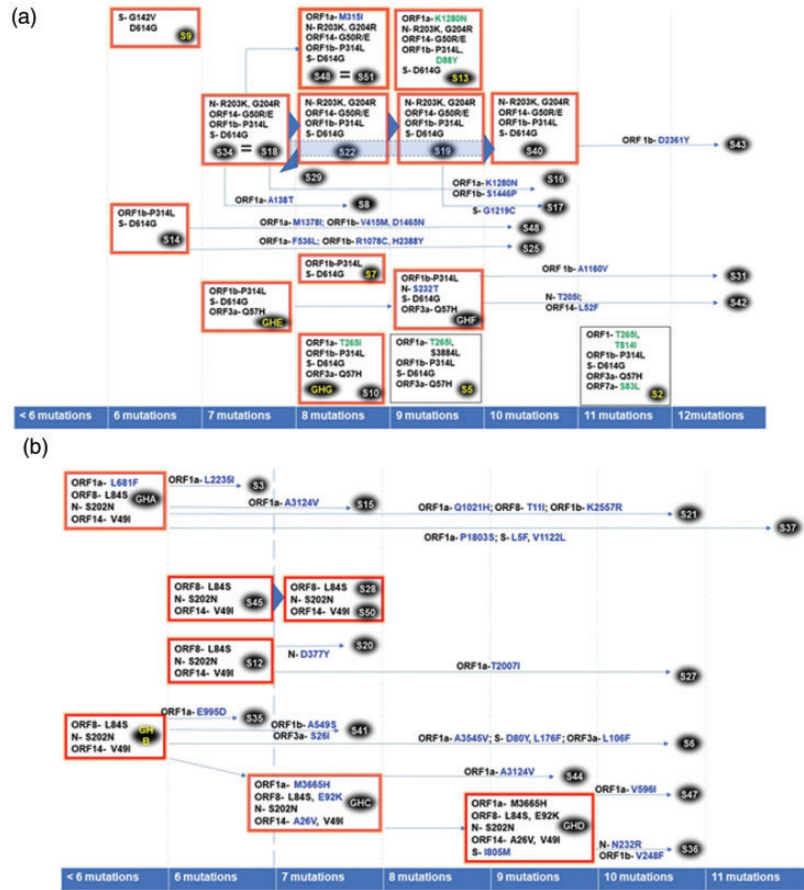 (a)
S- G142V
D614G
S9
ORF1a- M315I
N- R203K, G204R
ORF14- G50R/E
ORF1b- P314L
S- D614G
S48 = S51
ORF1a- K1280N
N- R203K, G204R
ORF14- G50R/E
ORF1b- P314L,
D88Y
S- D614G
S13
N- R203K, G204R
ORF14- G50R/E
ORF1b- P314L
S- D614G
S34 = S18
N- R203K, G204R
ORF14- G50R/E
ORF1b- P314L
S- D614G
S22
N- R203K, G204R
ORF14- G50R/E
ORF1b- P314L
S- D614G
S19
N- R203K, G204R
ORF14- G50R/E
ORF1b- P314L
S- D614G
S40
ORF1b- D2361Y
S43
S29
ORF1a- K1280N
ORF1b- S1446P
S16
ORF1a- A138T
S8
S- G1219C
S17
ORF1b-P314L
S- D614G
S14
ORF1a- M1378I; ORF1b- V415M, D1465N
S48
ORF1a- F536L; ORF1b- R1078C, H2388Y
S25
ORF1b-P314L
S- D614G
S7
ORF1b-P314L
S- D614G
ORF3a- Q57H
GHE
ORF1b-P314L
N- S232T
S- D614G
ORF3a- Q57H
GHF
ORF1b- A1160V
S31
N- T205I;
ORF14- L52F
S42
ORF1a- T265I
ORF1b- P314L
S- D614G
ORF3a- Q57H
GHG
S10
ORF1a- T265I,
S3884L
ORF1b- P314L
S- D614G
ORF3a- Q57H
S5
ORF1- T265I,
T814I
ORF1b- P314L
S- D614G
ORF3a- Q57H
ORF7a- S83L
S2
< 6 mutations 6 mutations 7 mutations 8 mutations 9 mutations 10 mutations 11 mutations 12mutations
(b)
ORF1a- L681F
ORF8- L84S
N- S202N
ORF14- V49I
GHA
ORF1a- L2235I
S3
ORF1a- A3124V
S15
ORF1a- Q1021H; ORF8- T11I; ORF1b- K2557R
S21
ORF1a- P1803S; S- L5F, V1122L
S37
ORF8- L84S
N- S202N
ORF14- V49I
S45
ORF8- L84S
N- S202N
ORF14- V49I
S28
S50
ORF8- L84S
N- S202N
ORF14- V49I
S12
N- D377Y
S20
ORF1a-T2007I
S27
ORF8- L84S
N- S202N
ORF14- V49I
GH
B
ORF1a- E995D
S35
ORF1b- A549S
ORF3a- S26I
S41
ORF1a- A3545V; S- D80Y, L176F; ORF3a- L106F
S6
ORF1a- M3665H
ORF8- L84S, E92K
N- S202N
ORF14- A26V, V49I
GHC
ORF1a- A3124V
S44
ORF1a- M3665H
ORF8- L84S, E92K
N- S202N
ORF14- A26V, V49I
S- I805M
GHD
ORF1a- V596I
S47
N- N232R
ORF1b- V248F
S36
< 6 mutations 6 mutations 7 mutations 8 mutations 9 mutations 10 mutations 11 mutations